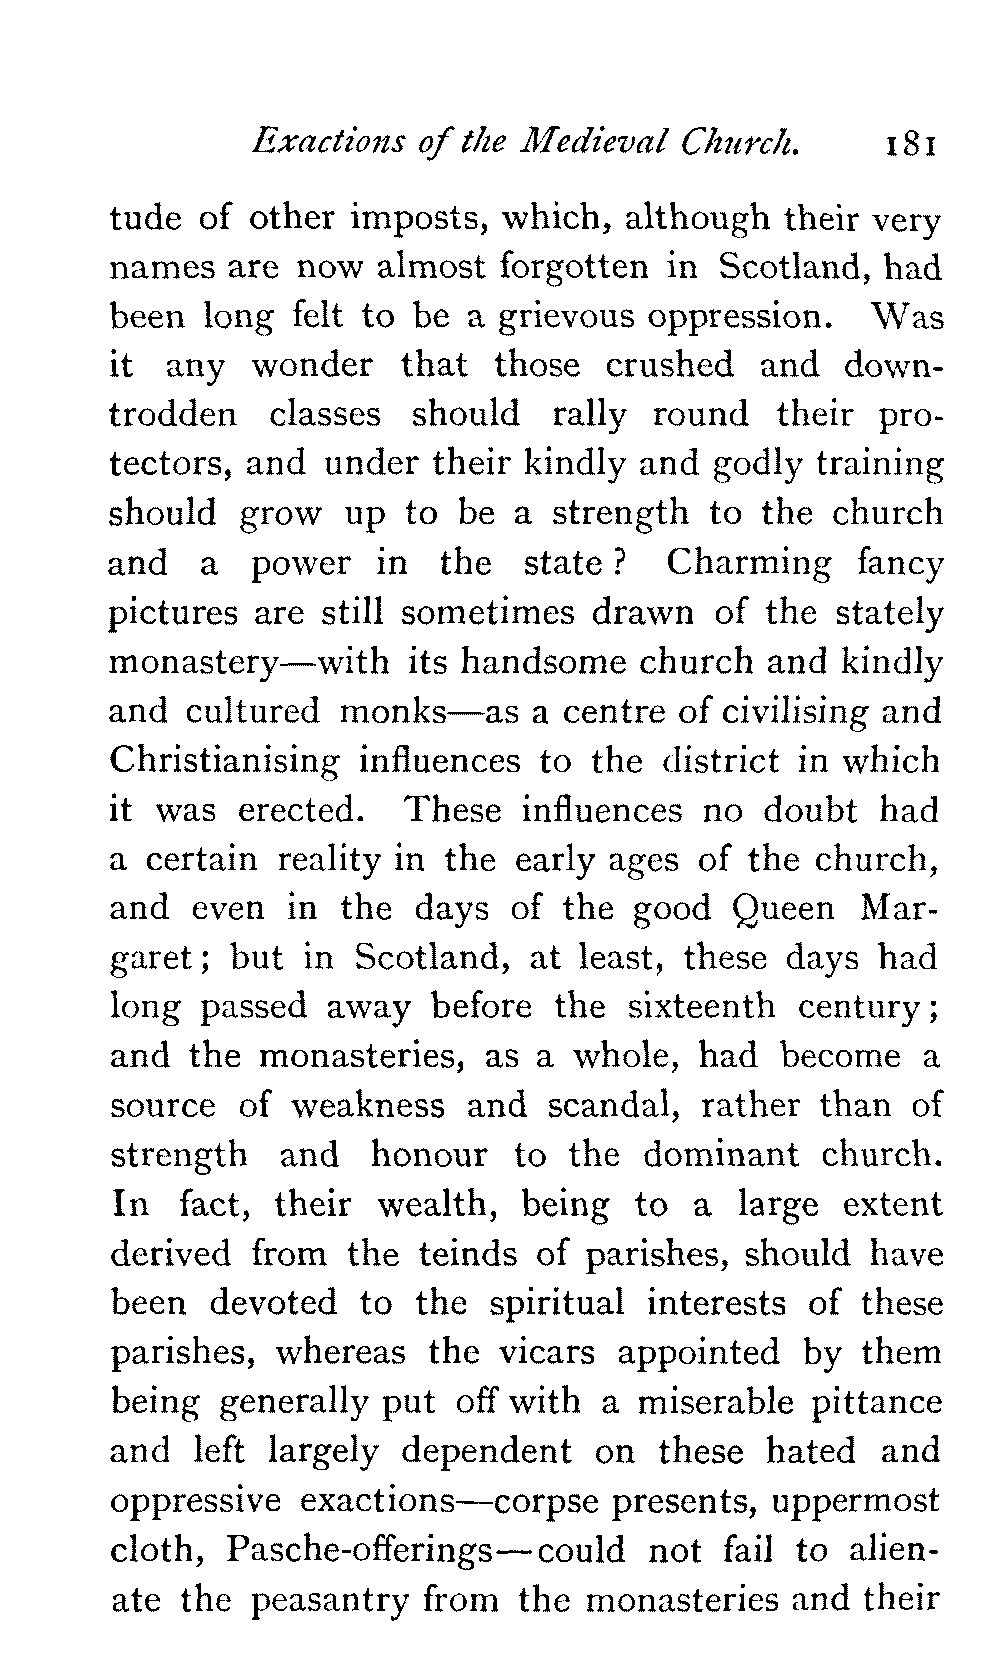 Exactions of the Medieval Church. 181
tude of other imposts, which, although their very
names are now almost forgotten in Scotland, had
been long felt to be a grievous oppression. Was
it any wonder that those crushed and down-
trodden classes should rally round their pro-
tectors, and under their kindly and godly training
should grow up to be a strength to the church
and a power in the state? Charming fancy
pictures are still sometimes drawn of the stately
monastery—with its handsome church and kindly
and cultured monks—as a centre of civilising and
Christianising influences to the district in which
it was erected. These influences no doubt had
a certain reality in the early ages of the church,
and even in the days of the good Queen Mar-
garet; but in Scotland, at least, these days had
long passed away before the sixteenth century;
and the monasteries, as a whole, had become a
source of weakness and scandal, rather than of
strength and honour to the dominant church.
In fact, their wealth, being to a large extent
derived from the teinds of parishes, should have
been devoted to the spiritual interests of these
parishes, whereas the vicars appointed by them
being generally put off with a miserable pittance
and left largely dependent on these hated and
oppressive exactions—corpse presents, uppermost
cloth, Pasche-offerings—could not fail to alien-
ate the peasantry from the monasteries and their